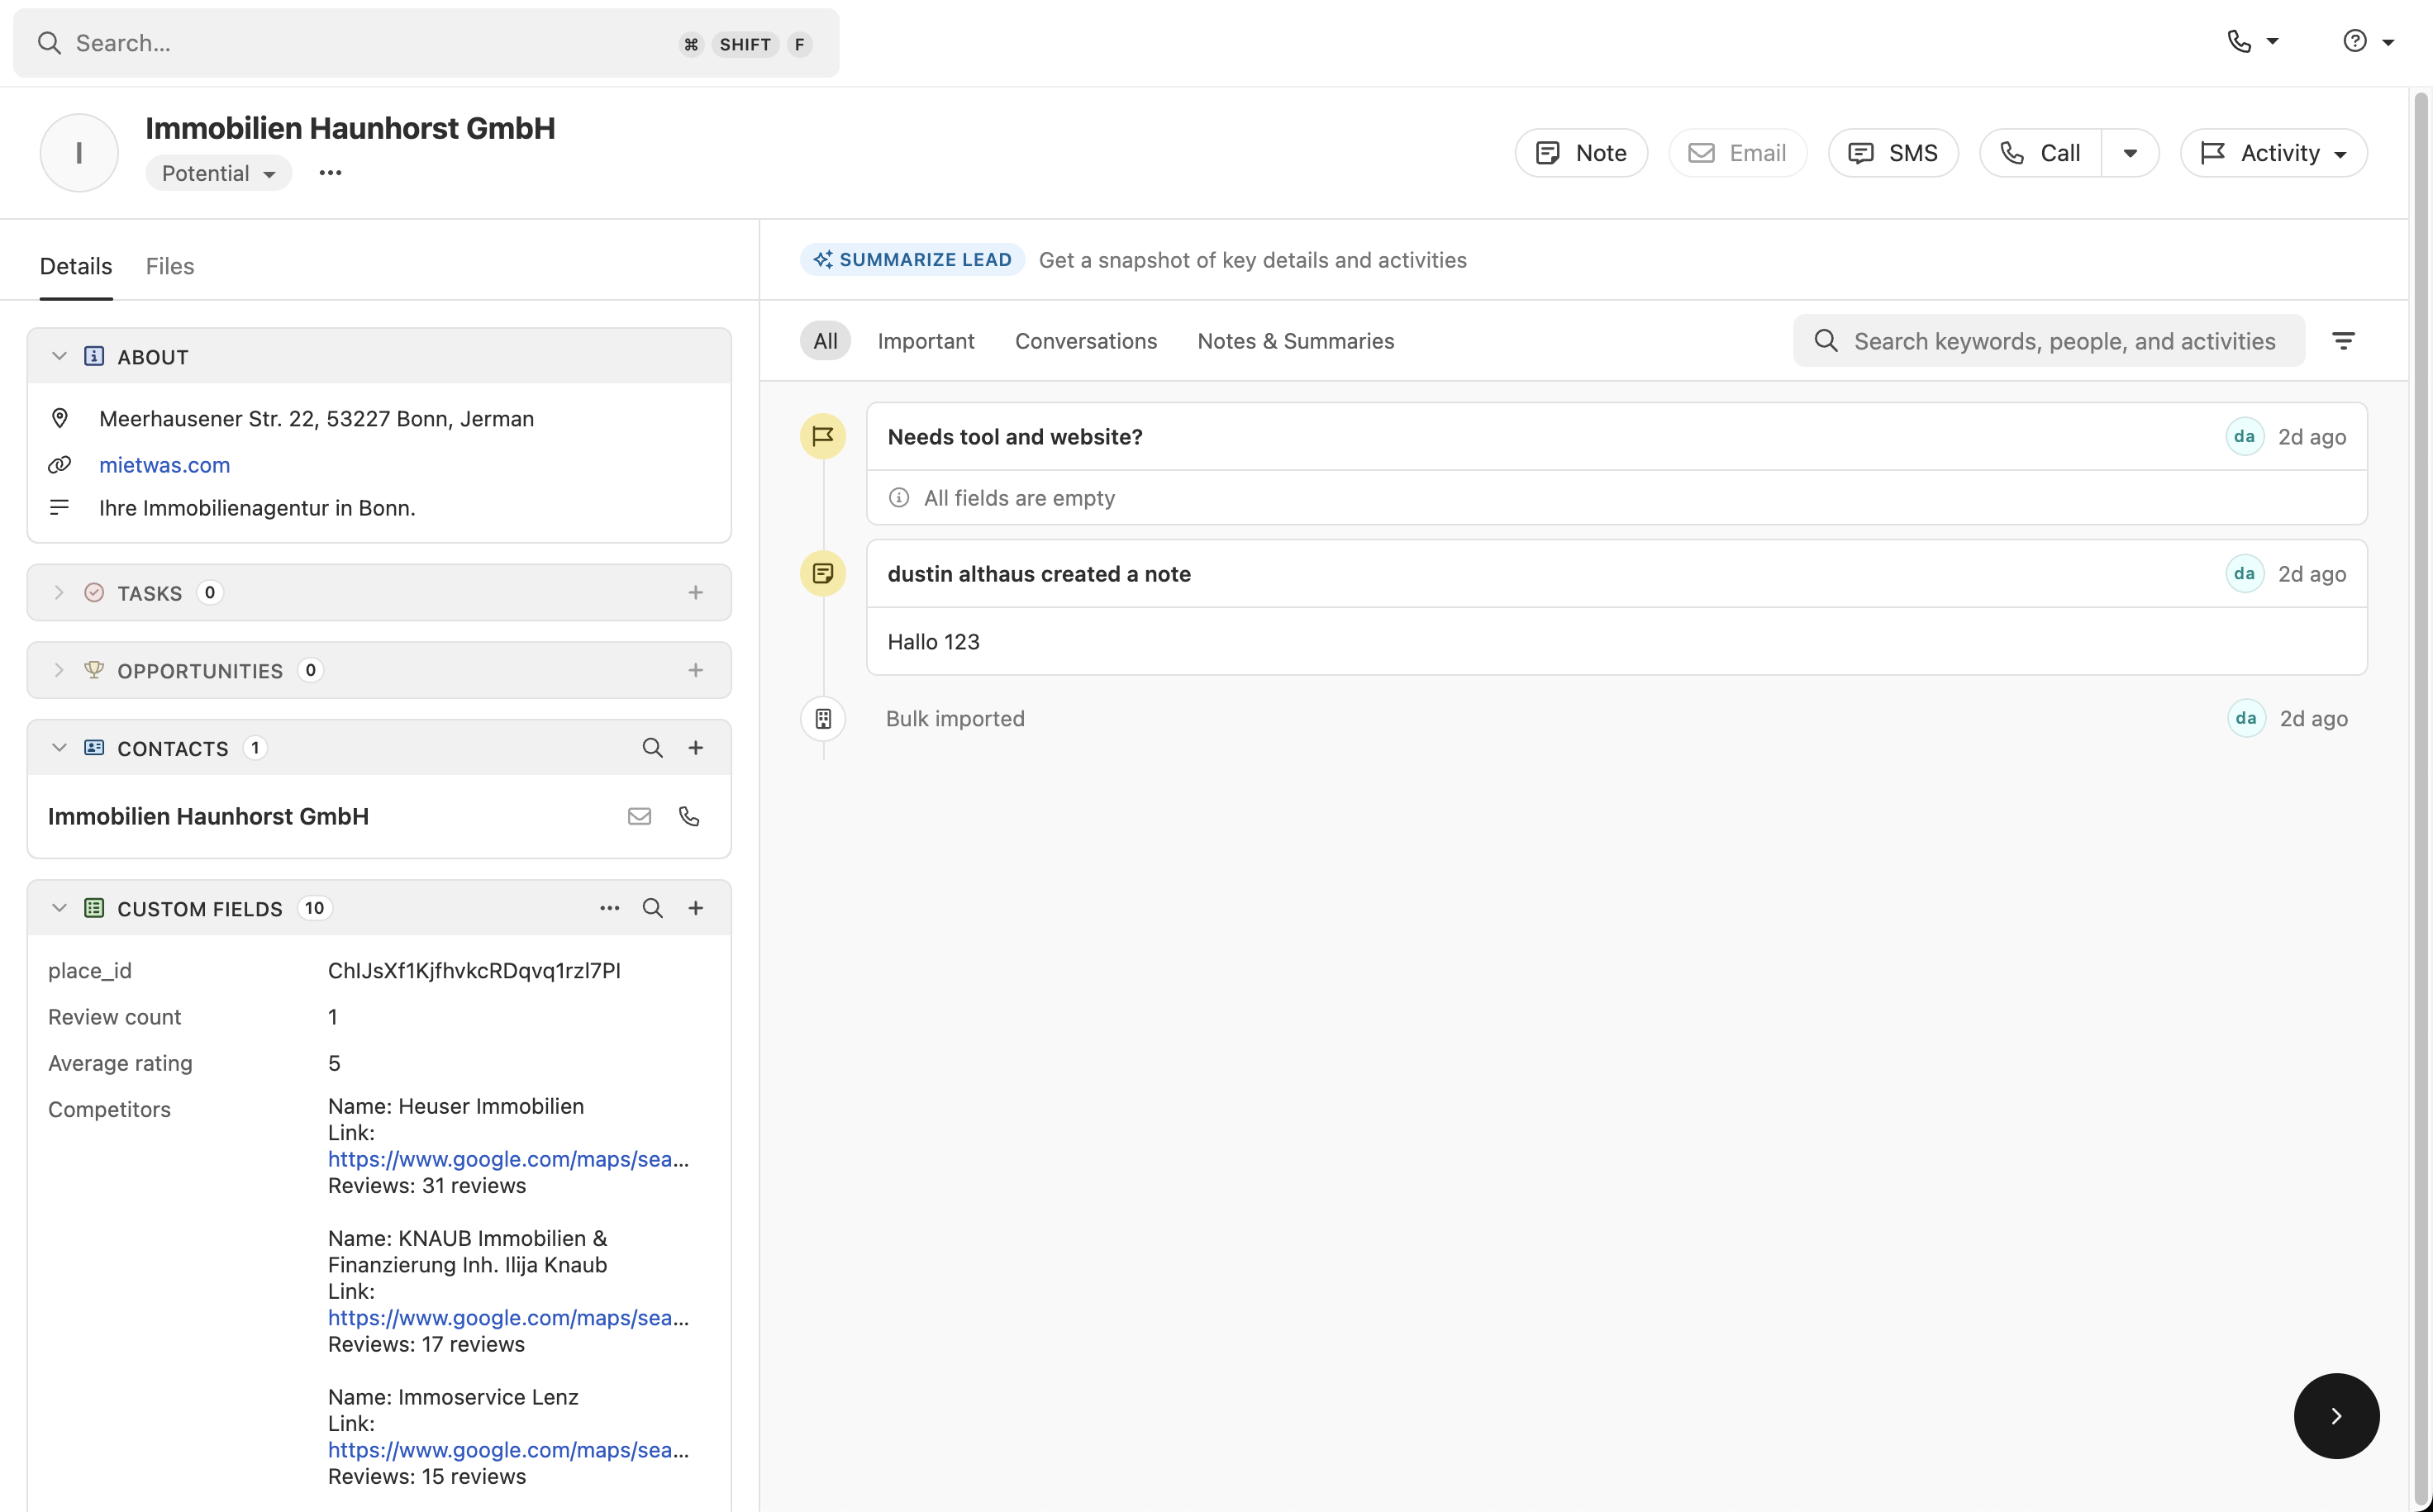 Search...
⌘ SHIFT F
I
Immobilien Haunhorst GmbH
Potential
Note
Email
SMS
Call
Activity
Details
Files
SUMMARIZE LEAD Get a snapshot of key details and activities
All
Important
Conversations
Notes & Summaries
Search keywords, people, and activities
ABOUT
Meerhausener Str. 22, 53227 Bonn, Jerman
mietwas.com
Ihre Immobilienagentur in Bonn.
TASKS 0
OPPORTUNITIES 0
CONTACTS 1
Immobilien Haunhorst GmbH
CUSTOM FIELDS 10
place_id ChIJsXf1KjfhvkcRDqvq1rzl7PI
Review count 1
Average rating 5
Competitors
Name: Heuser Immobilien
Link:
https://www.google.com/maps/sea...
Reviews: 31 reviews
Name: KNAUB Immobilien &
Finanzierung Inh. Ilija Knaub
Link:
https://www.google.com/maps/sea...
Reviews: 17 reviews
Name: Immoservice Lenz
Link:
https://www.google.com/maps/sea...
Reviews: 15 reviews
Needs tool and website? da 2d ago
All fields are empty
dustin althaus created a note da 2d ago
Hallo 123
Bulk imported da 2d ago